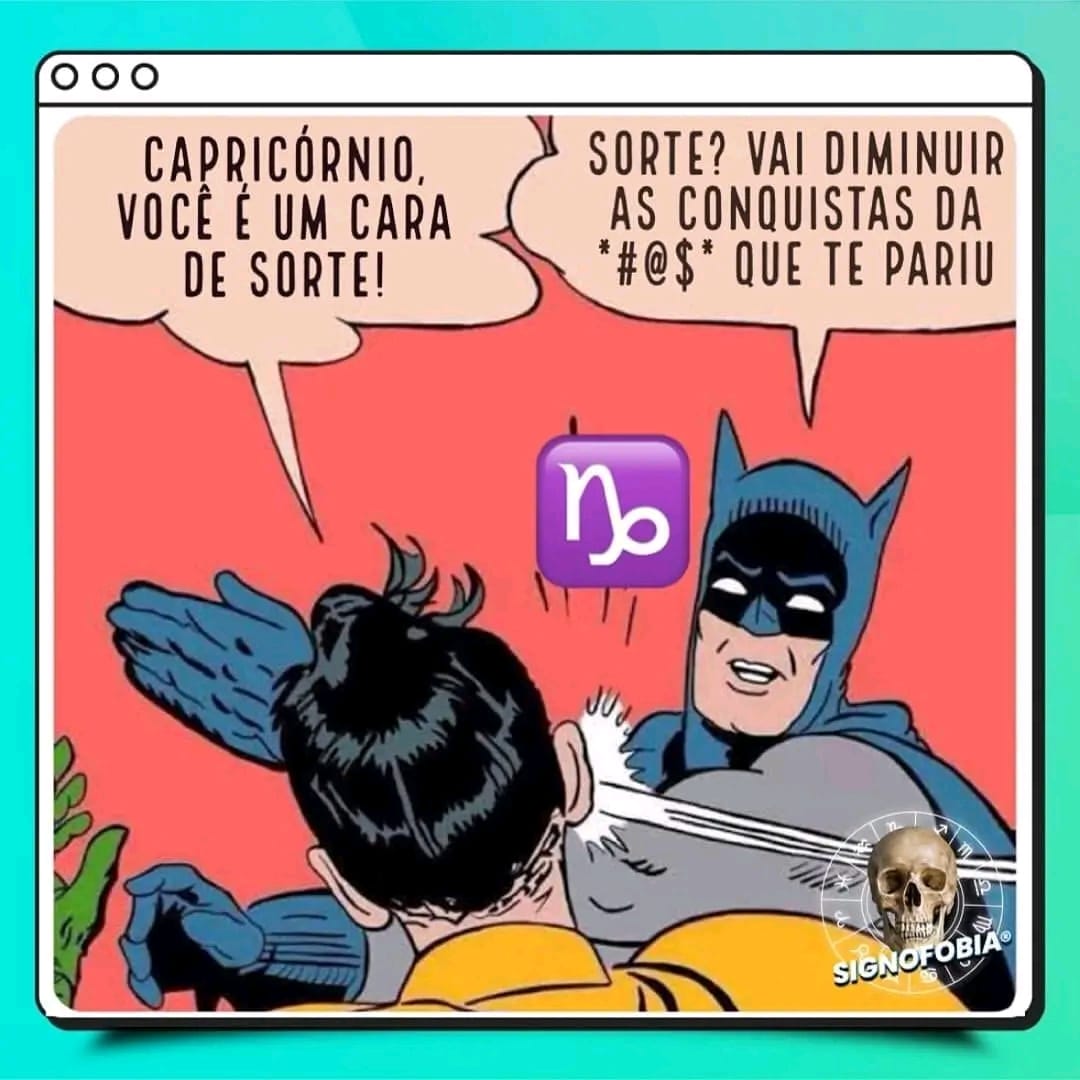 CAPRICÓRNIO,
VOCÊ É UM CARA
DE SORTE!
SORTE? VAI DIMINUIR
AS CONQUISTAS DA
*#@$* QUE TE PARIU
SIGNOFOBIA®